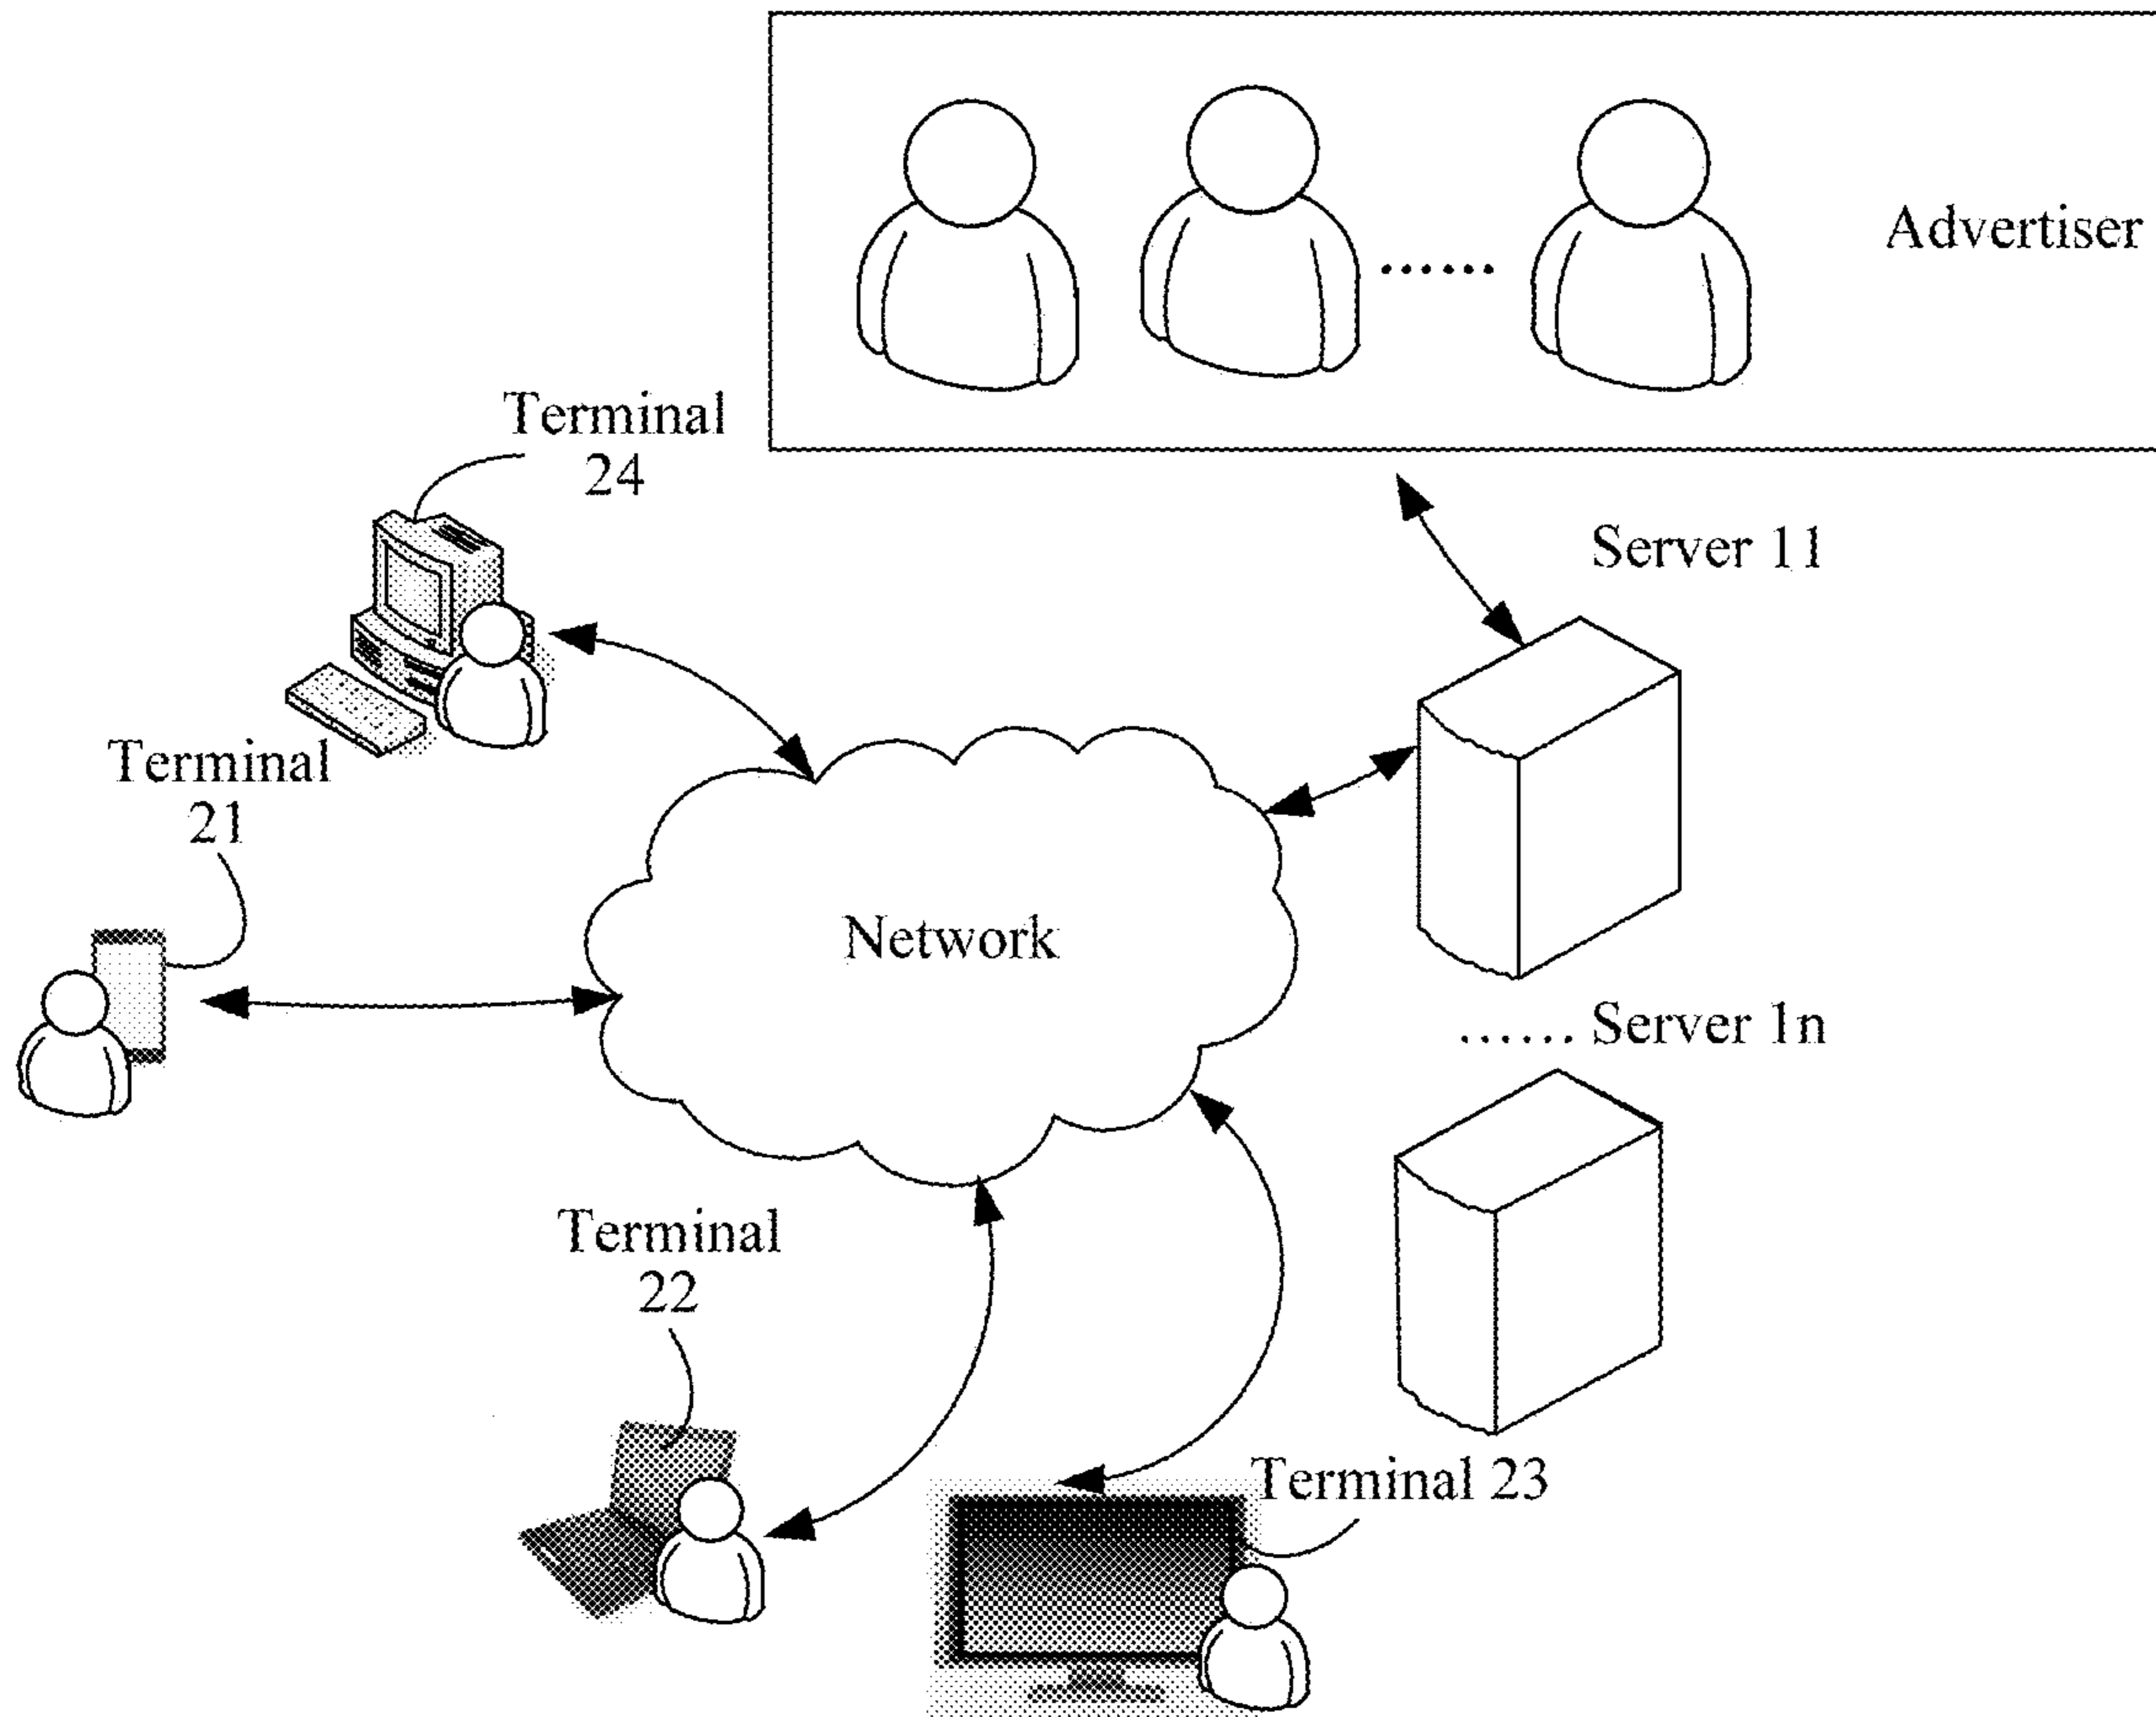 Advertiser
Terminal
24
Server 11
Terminal
21
Network
...... Server 1n
Terminal
22
Terminal 23